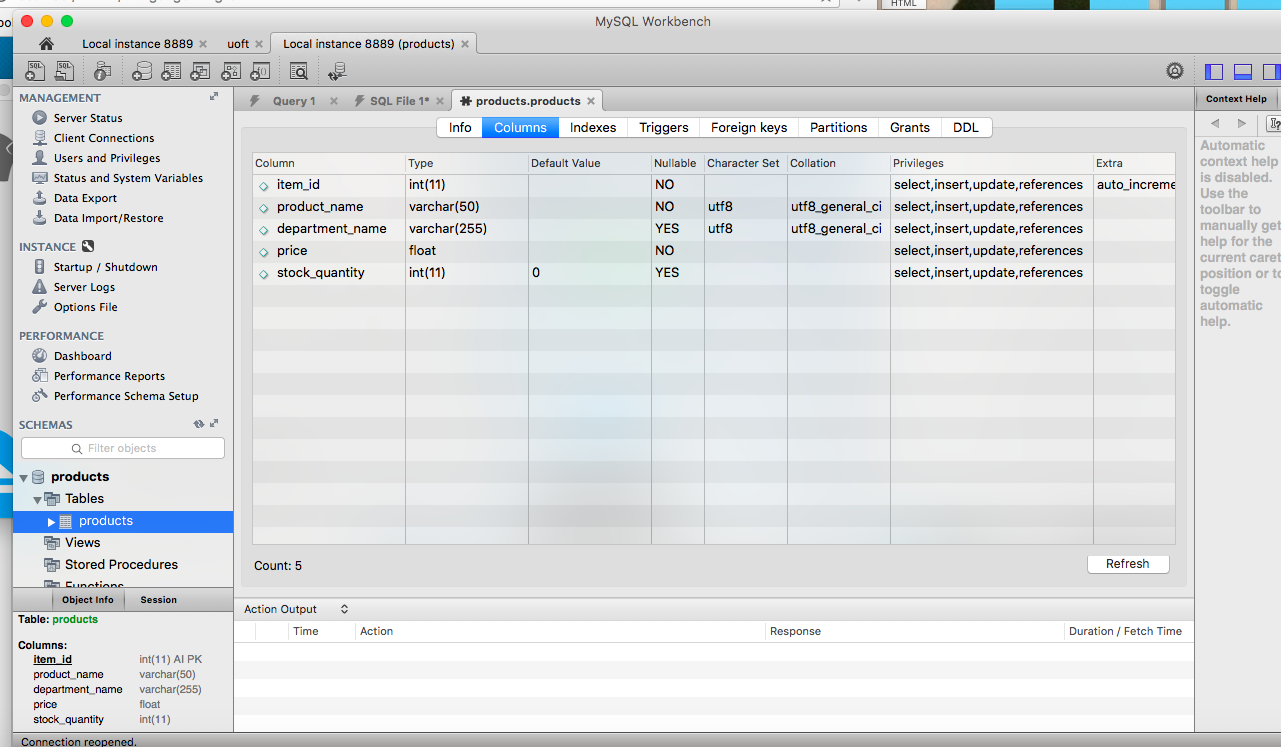 HTML
MySQL Workbench
Local instance 8889 × uoft × Local instance 8889 (products) ×
MANAGEMENT
Server Status
Client Connections
Users and Privileges
Status and System Variables
Data Export
Data Import/Restore
INSTANCE
Startup / Shutdown
Server Logs
Options File
PERFORMANCE
Dashboard
Performance Reports
Performance Schema Setup
SCHEMAS
Filter objects
products
Tables
products
Views
Stored Procedures
Functions
Object Info Session
Table: products
Columns:
item_id int(11) AI PK
product_name varchar(50)
department_name varchar(255)
price float
stock_quantity int(11)
Connection reopened.
Query 1 × SQL File 1* × products.products ×
Info Columns Indexes Triggers Foreign keys Partitions Grants DDL
Column Type Default Value Nullable Character Set Collation Privileges Extra
item_id int(11) NO select,insert,update,references auto_increme
product_name varchar(50) NO utf8 utf8_general_ci select,insert,update,references
department_name varchar(255) YES utf8 utf8_general_ci select,insert,update,references
price float NO select,insert,update,references
stock_quantity int(11) 0 YES select,insert,update,references
Count: 5 Refresh
Action Output
Time Action Response Duration / Fetch Time
Context Help
Automatic
context help
is disabled.
Use the
toolbar to
manually get
help for the
current caret
position or to
toggle
automatic
help.